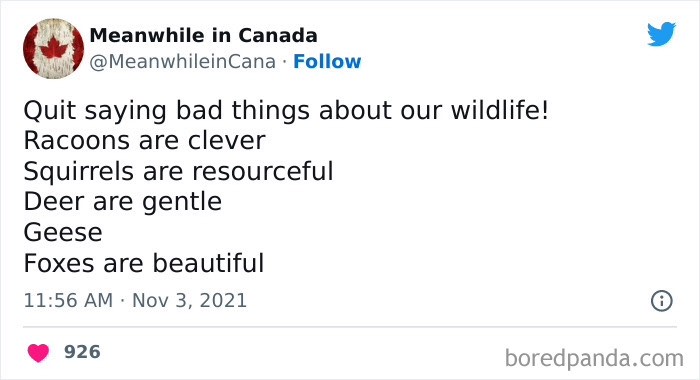 Meanwhile in Canada
@MeanwhileinCana · Follow
Quit saying bad things about our wildlife!
Racoons are clever
Squirrels are resourceful
Deer are gentle
Geese
Foxes are beautiful
11:56 AM · Nov 3, 2021
926
boredpanda.com